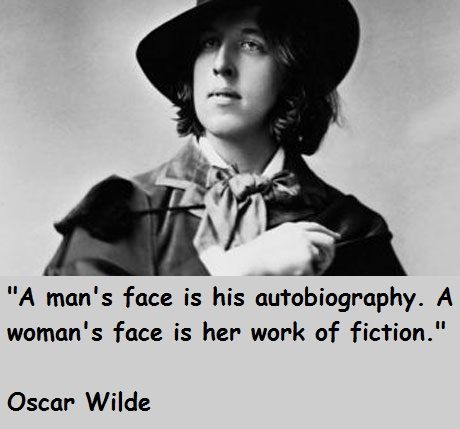 "A man's face is his autobiography. A
woman's face is her work of fiction."
Oscar Wilde